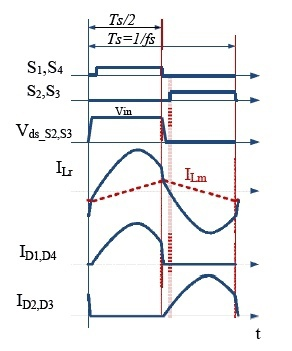 Ts/2
Ts=1/fs
S1,S4
S2,S3
Vin
Vds_S2,S3
ILr
ILm
ID1,D4
ID2,D3
t